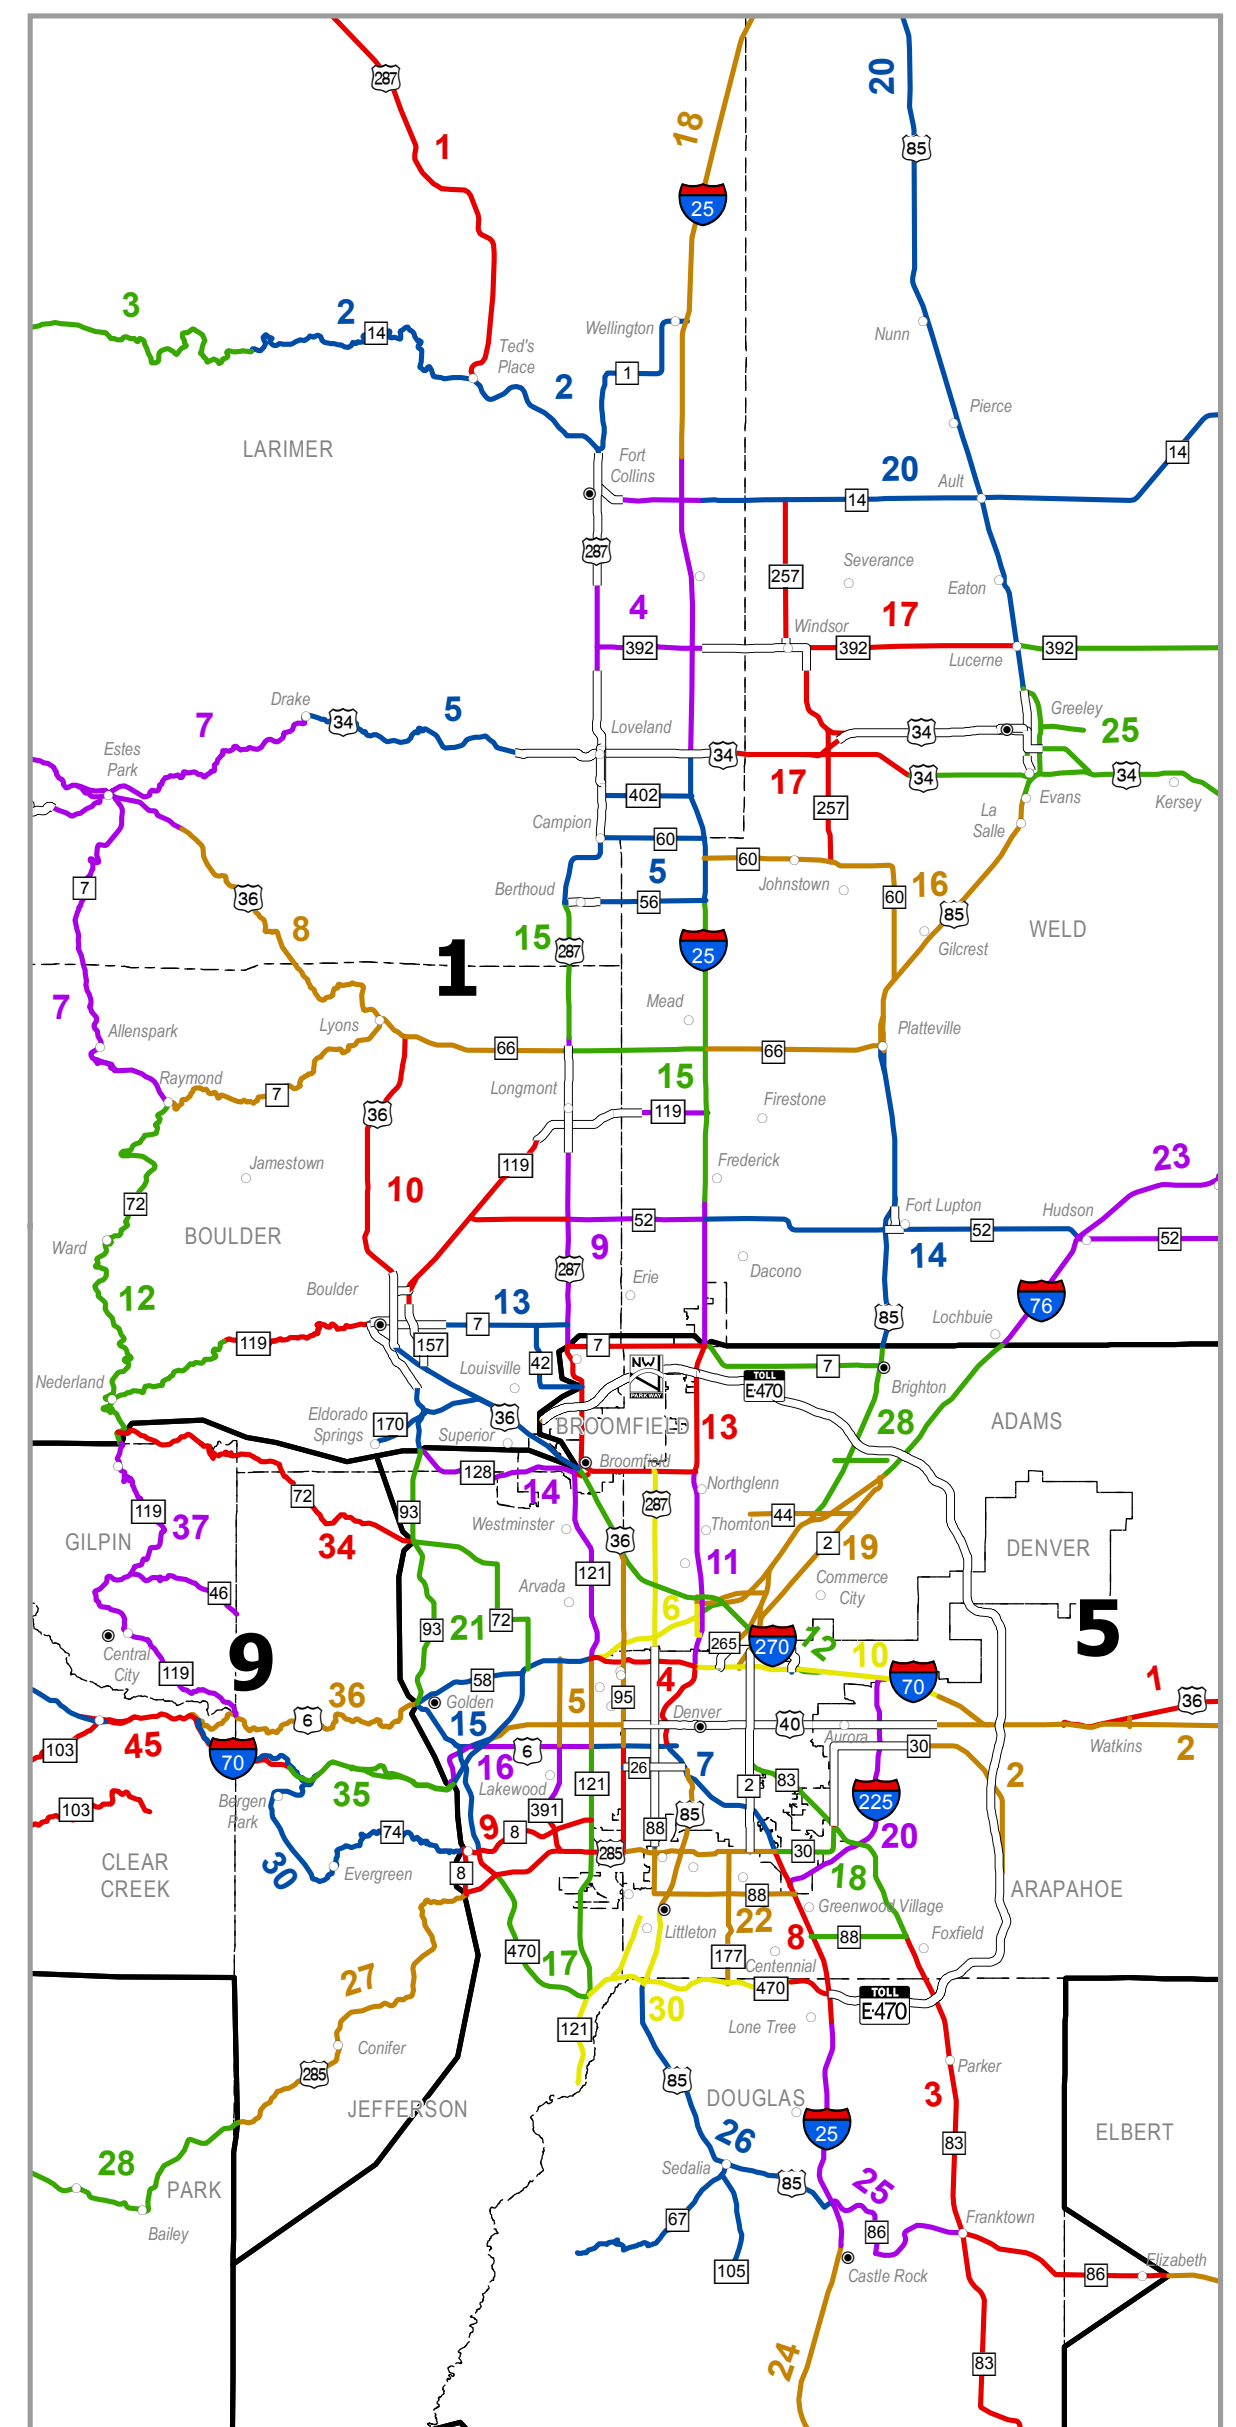 287
1
18
20
85
25
3
2
14
Wellington
Nunn
Ted's
Place
1
2
Pierce
LARIMER
Fort
Collins
20
Ault
14
14
287
257
Severance
Eaton
4
Windsor
17
392
392
Lucerne
392
Drake
7
34
5
Loveland
34
34
Greeley
25
Estes
Park
17
34
34
Kersey
402
257
Evans
La
Salle
Campion
60
60
Johnstown
7
36
Berthoud
5
56
60
16
85
8
15
287
25
Gilcrest
WELD
1
7
Mead
Allenspark
Lyons
66
66
Platteville
Raymond
7
36
Longmont
15
119
Firestone
Jamestown
119
Frederick
23
72
10
Ward
BOULDER
52
Fort Lupton
52
Hudson
52
9
14
12
Boulder
287
Erie
Dacono
76
13
7
85
Lochbuie
119
157
42
7
NW
PARKWAY
TOLL
E-470
7
Nederland
Louisville
Brighton
Eldorado
Springs
170
Superior
36
BROOMFIELD
13
28
ADAMS
Broomfield
128
14
Northglenn
72
93
287
119
37
GILPIN
34
Westminster
36
Thornton
44
2
19
DENVER
121
11
46
Arvada
Commerce
City
93
21
72
6
5
Central
City
9
265
270
12
10
119
58
4
70
1
36
36
6
Golden
5
95
15
Denver
40
Aurora
30
Watkins
2
45
103
70
16
6
7
2
26
35
Lakewood
121
2
83
225
Bergen
Park
103
391
85
88
20
74
9
8
285
30
CLEAR
CREEK
30
Evergreen
8
18
88
ARAPAHOE
Greenwood Village
22
8
88
Littleton
Foxfield
470
17
177
Centennial
27
470
TOLL
E-470
30
121
Lone Tree
Conifer
285
85
Parker
3
JEFFERSON
DOUGLAS
25
ELBERT
26
83
28
Sedalia
85
25
PARK
Bailey
67
86
Franktown
105
Castle Rock
86
Elizabeth
24
83